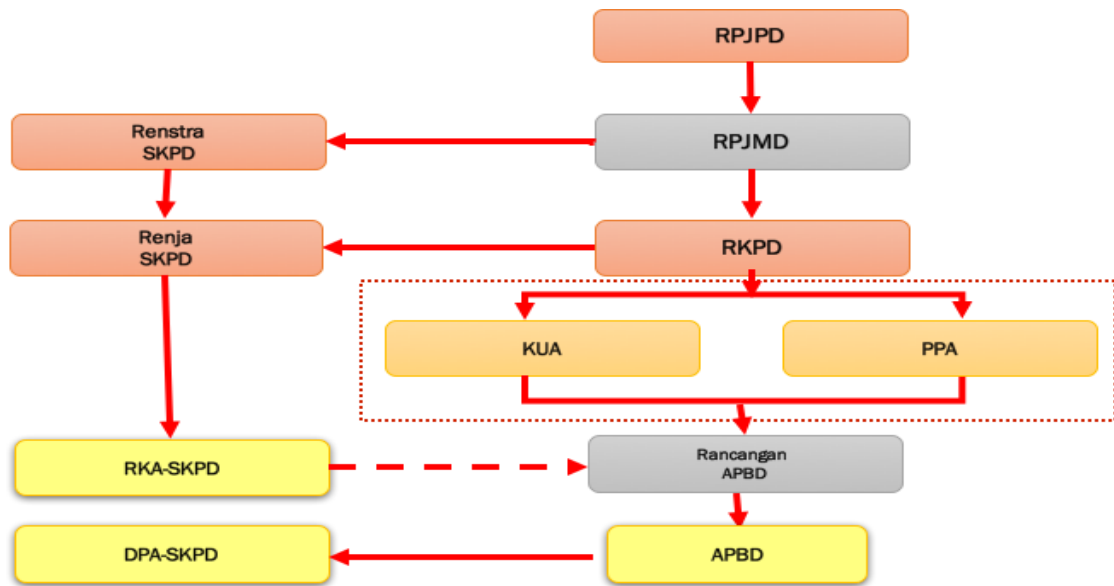 RPJPD
Renstra
SKPD
RPJMD
Renja
SKPD
RKPD
KUA
PPA
RKA-SKPD
Rancangan
APBD
DPA-SKPD
APBD